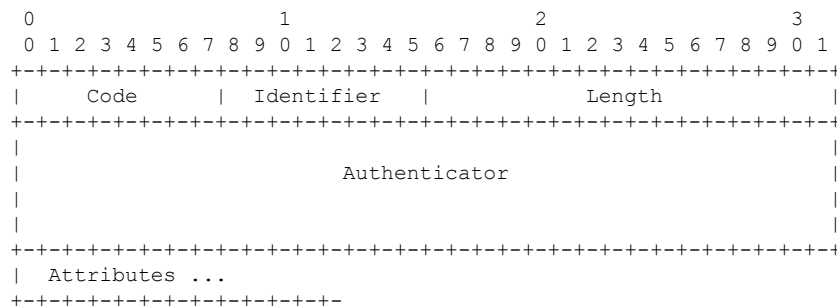 0                   1                   2                   3
 0 1 2 3 4 5 6 7 8 9 0 1 2 3 4 5 6 7 8 9 0 1 2 3 4 5 6 7 8 9 0 1
+-+-+-+-+-+-+-+-+-+-+-+-+-+-+-+-+-+-+-+-+-+-+-+-+-+-+-+-+-+-+-+-+
|     Code      |  Identifier   |            Length             |
+-+-+-+-+-+-+-+-+-+-+-+-+-+-+-+-+-+-+-+-+-+-+-+-+-+-+-+-+-+-+-+-+
|                                                               |
|                         Authenticator                         |
|                                                               |
|                                                               |
+-+-+-+-+-+-+-+-+-+-+-+-+-+-+-+-+-+-+-+-+-+-+-+-+-+-+-+-+-+-+-+-+
|  Attributes ...
+-+-+-+-+-+-+-+-+-+-+-+-+-